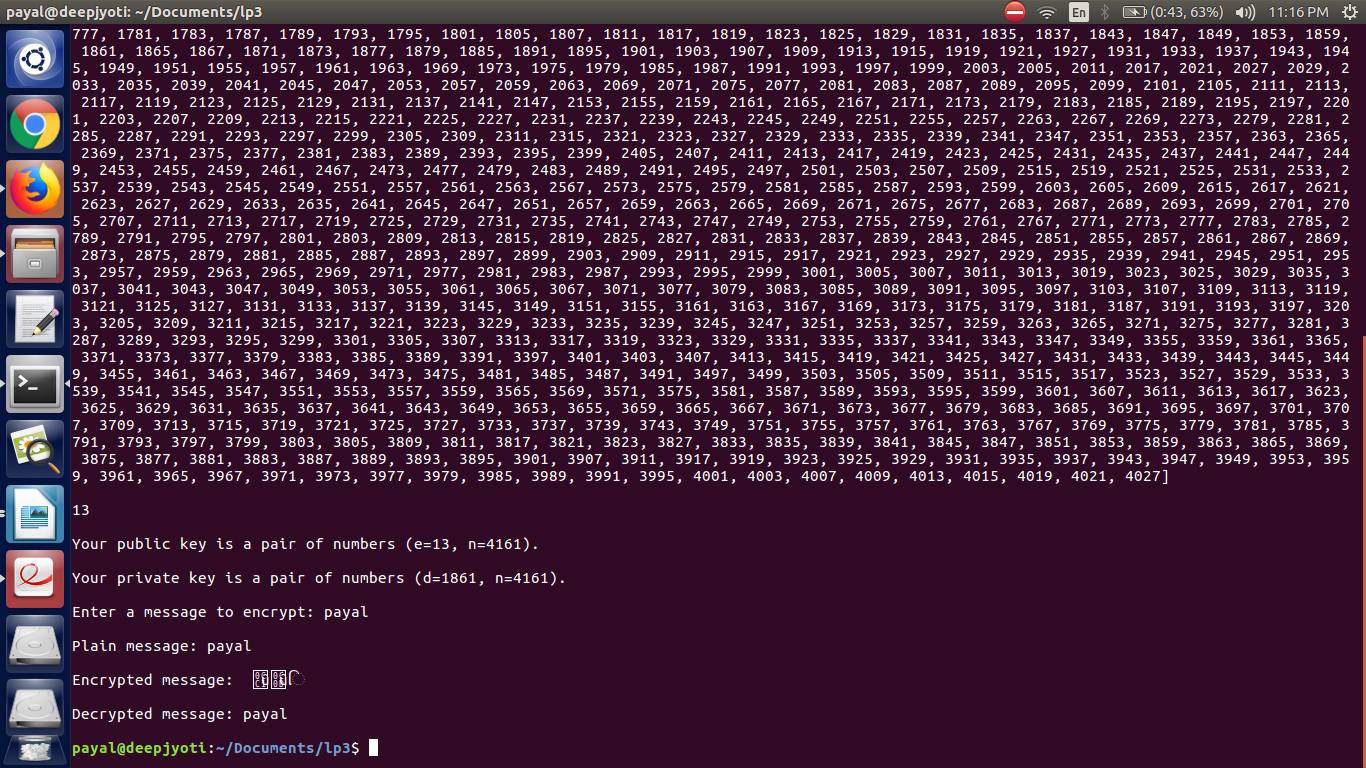 payal@deepjyoti: ~/Documents/lp3 En (0:43, 63%) 11:16 PM
777, 1781, 1783, 1787, 1789, 1793, 1795, 1801, 1805, 1807, 1811, 1817, 1819, 1823, 1825, 1829, 1831, 1835, 1837, 1843, 1847, 1849, 1853, 1859,
1861, 1865, 1867, 1871, 1873, 1877, 1879, 1885, 1891, 1895, 1901, 1903, 1907, 1909, 1913, 1915, 1919, 1921, 1927, 1931, 1933, 1937, 1943, 194
5, 1949, 1951, 1955, 1957, 1961, 1963, 1969, 1973, 1975, 1979, 1985, 1987, 1991, 1993, 1997, 1999, 2003, 2005, 2011, 2017, 2021, 2027, 2029, 2
033, 2035, 2039, 2041, 2045, 2047, 2053, 2057, 2059, 2063, 2069, 2071, 2075, 2077, 2081, 2083, 2087, 2089, 2095, 2099, 2101, 2105, 2111, 2113,
2117, 2119, 2123, 2125, 2129, 2131, 2137, 2141, 2147, 2153, 2155, 2159, 2161, 2165, 2167, 2171, 2173, 2179, 2183, 2185, 2189, 2195, 2197, 220
1, 2203, 2207, 2209, 2213, 2215, 2221, 2225, 2227, 2231, 2237, 2239, 2243, 2245, 2249, 2251, 2255, 2257, 2263, 2267, 2269, 2273, 2279, 2281, 2
285, 2287, 2291, 2293, 2297, 2299, 2305, 2309, 2311, 2315, 2321, 2323, 2327, 2329, 2333, 2335, 2339, 2341, 2347, 2351, 2353, 2357, 2363, 2365,
2369, 2371, 2375, 2377, 2381, 2383, 2389, 2393, 2395, 2399, 2405, 2407, 2411, 2413, 2417, 2419, 2423, 2425, 2431, 2435, 2437, 2441, 2447, 244
9, 2453, 2455, 2459, 2461, 2467, 2473, 2477, 2479, 2483, 2489, 2491, 2495, 2497, 2501, 2503, 2507, 2509, 2515, 2519, 2521, 2525, 2531, 2533, 2
537, 2539, 2543, 2545, 2549, 2551, 2557, 2561, 2563, 2567, 2573, 2575, 2579, 2581, 2585, 2587, 2593, 2599, 2603, 2605, 2609, 2615, 2617, 2621,
2623, 2627, 2629, 2633, 2635, 2641, 2645, 2647, 2651, 2657, 2659, 2663, 2665, 2669, 2671, 2675, 2677, 2683, 2687, 2689, 2693, 2699, 2701, 270
5, 2707, 2711, 2713, 2717, 2719, 2725, 2729, 2731, 2735, 2741, 2743, 2747, 2749, 2753, 2755, 2759, 2761, 2767, 2771, 2773, 2777, 2783, 2785, 2
789, 2791, 2795, 2797, 2801, 2803, 2809, 2813, 2815, 2819, 2825, 2827, 2831, 2833, 2837, 2839, 2843, 2845, 2851, 2855, 2857, 2861, 2867, 2869,
2873, 2875, 2879, 2881, 2885, 2887, 2893, 2897, 2899, 2903, 2909, 2911, 2915, 2917, 2921, 2923, 2927, 2929, 2935, 2939, 2941, 2945, 2951, 295
3, 2957, 2959, 2963, 2965, 2969, 2971, 2977, 2981, 2983, 2987, 2993, 2995, 2999, 3001, 3005, 3007, 3011, 3013, 3019, 3023, 3025, 3029, 3035, 3
037, 3041, 3043, 3047, 3049, 3053, 3055, 3061, 3065, 3067, 3071, 3077, 3079, 3083, 3085, 3089, 3091, 3095, 3097, 3103, 3107, 3109, 3113, 3119,
3121, 3125, 3127, 3131, 3133, 3137, 3139, 3145, 3149, 3151, 3155, 3161, 3163, 3167, 3169, 3173, 3175, 3179, 3181, 3187, 3191, 3193, 3197, 320
3, 3205, 3209, 3211, 3215, 3217, 3221, 3223, 3229, 3233, 3235, 3239, 3245, 3247, 3251, 3253, 3257, 3259, 3263, 3265, 3271, 3275, 3277, 3281, 3
287, 3289, 3293, 3295, 3299, 3301, 3305, 3307, 3313, 3317, 3319, 3323, 3329, 3331, 3335, 3337, 3341, 3343, 3347, 3349, 3355, 3359, 3361, 3365,
3371, 3373, 3377, 3379, 3383, 3385, 3389, 3391, 3397, 3401, 3403, 3407, 3413, 3415, 3419, 3421, 3425, 3427, 3431, 3433, 3439, 3443, 3445, 344
9, 3455, 3461, 3463, 3467, 3469, 3473, 3475, 3481, 3485, 3487, 3491, 3497, 3499, 3503, 3505, 3509, 3511, 3515, 3517, 3523, 3527, 3529, 3533, 3
539, 3541, 3545, 3547, 3551, 3553, 3557, 3559, 3565, 3569, 3571, 3575, 3581, 3587, 3589, 3593, 3595, 3599, 3601, 3607, 3611, 3613, 3617, 3623,
3625, 3629, 3631, 3635, 3637, 3641, 3643, 3649, 3653, 3655, 3659, 3665, 3667, 3671, 3673, 3677, 3679, 3683, 3685, 3691, 3695, 3697, 3701, 370
7, 3709, 3713, 3715, 3719, 3721, 3725, 3727, 3733, 3737, 3739, 3743, 3749, 3751, 3755, 3757, 3761, 3763, 3767, 3769, 3775, 3779, 3781, 3785, 3
791, 3793, 3797, 3799, 3803, 3805, 3809, 3811, 3817, 3821, 3823, 3827, 3833, 3835, 3839, 3841, 3845, 3847, 3851, 3853, 3859, 3863, 3865, 3869,
3875, 3877, 3881, 3883, 3887, 3889, 3893, 3895, 3901, 3907, 3911, 3917, 3919, 3923, 3925, 3929, 3931, 3935, 3937, 3943, 3947, 3949, 3953, 395
9, 3961, 3965, 3967, 3971, 3973, 3977, 3979, 3985, 3989, 3991, 3995, 4001, 4003, 4007, 4009, 4013, 4015, 4019, 4021, 4027]
13
Your public key is a pair of numbers (e=13, n=4161).
Your private key is a pair of numbers (d=1861, n=4161).
Enter a message to encrypt: payal
Plain message: payal
Encrypted message:
Decrypted message: payal
payal@deepjyoti:~/Documents/lp3$